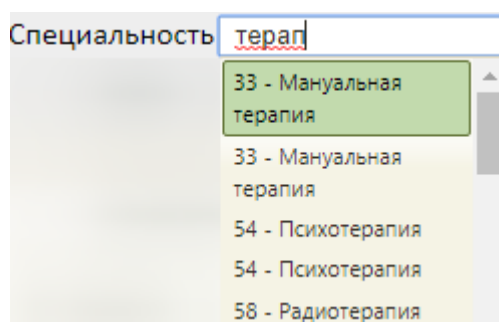 Специальность терап
33 - Мануальная
терапия
33 - Мануальная
терапия
54 - Психотерапия
54 - Психотерапия
58 - Радиотерапия